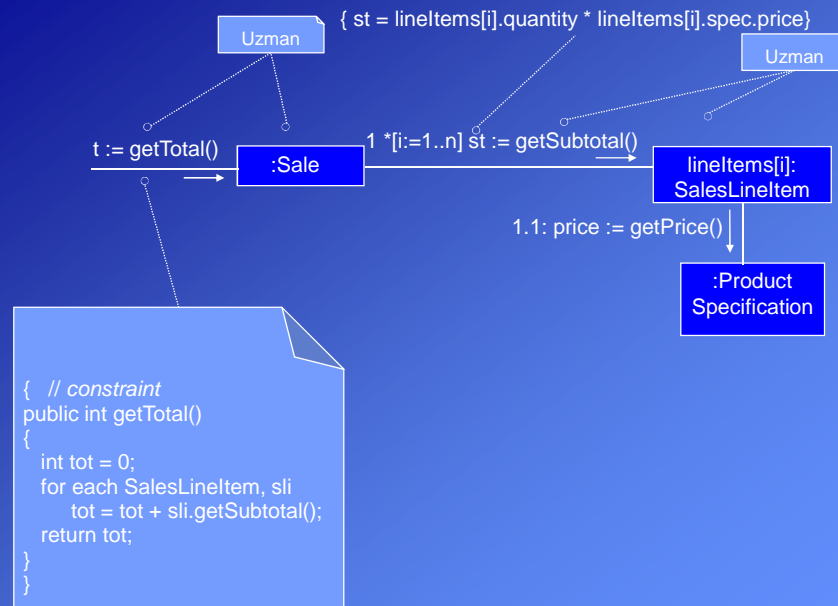 { st = lineItems[i].quantity * lineItems[i].spec.price}
Uzman
Uzman
t := getTotal()
:Sale
1 *[i:=1..n] st := getSubtotal()
lineItems[i]:
SalesLineItem
1.1: price := getPrice()
:Product
Specification
{ // constraint
public int getTotal()
{
int tot = 0;
for each SalesLineItem, sli
tot = tot + sli.getSubtotal();
return tot;
}
}